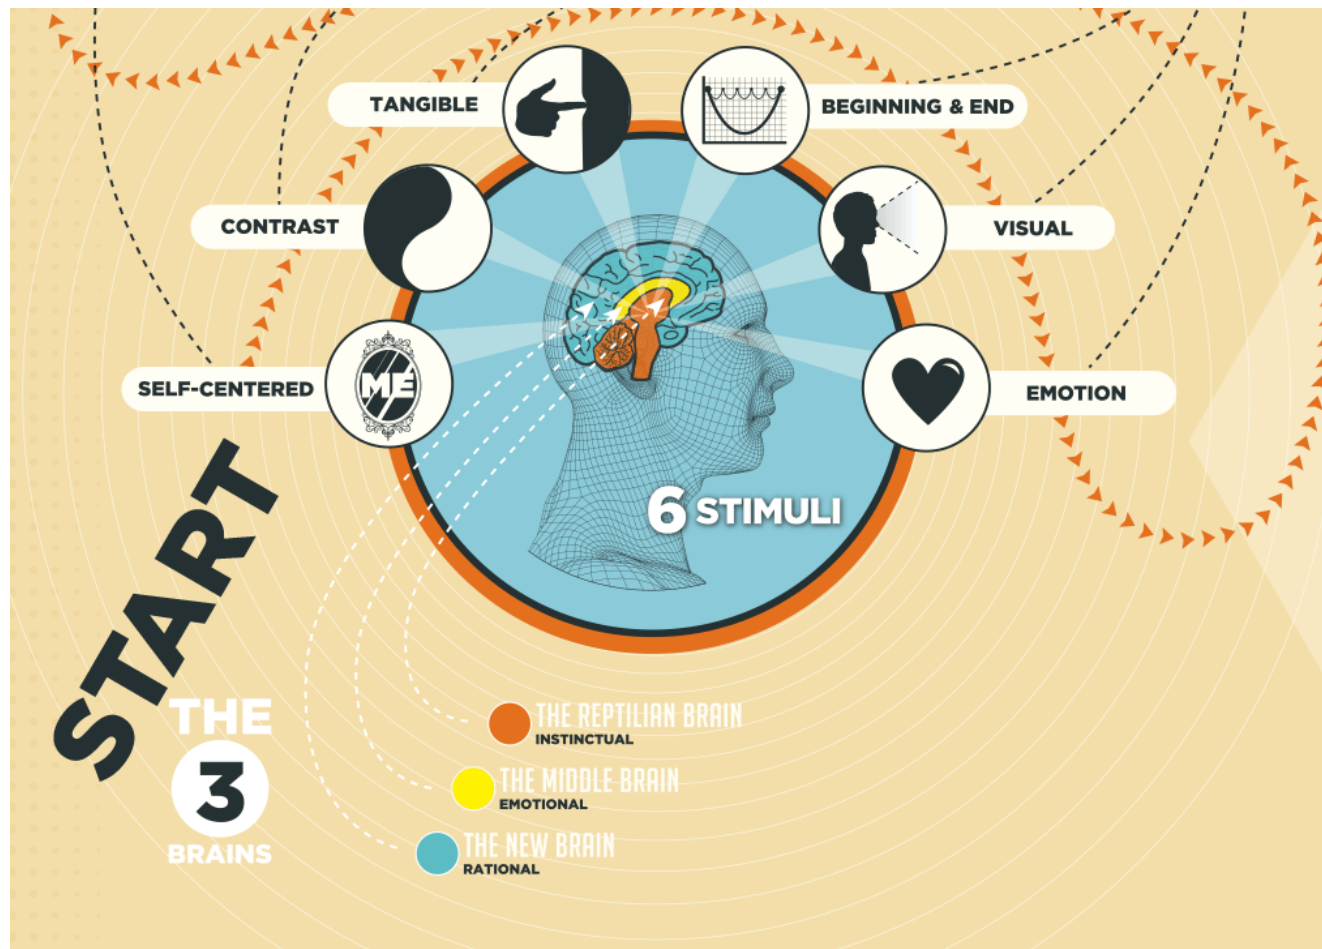 TANGIBLE
BEGINNING & END
CONTRAST
VISUAL
SELF-CENTERED
ME
EMOTION
6 STIMULI
START
THE
3
BRAINS
THE REPTILIAN BRAIN
INSTINCTUAL
THE MIDDLE BRAIN
EMOTIONAL
THE NEW BRAIN
RATIONAL